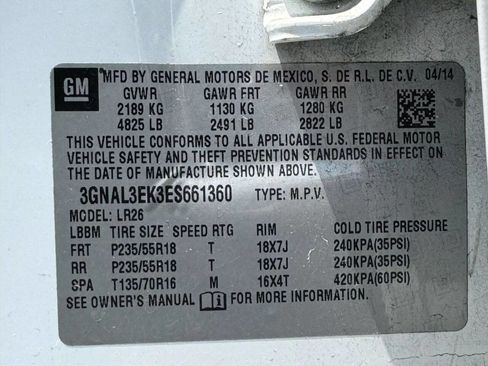 GM
MFD BY GENERAL MOTORS DE MEXICO, S. DE R.L. DE C.V. 04/14
GVWR GAWR FRT GAWR RR
2189 KG 1130 KG 1280 KG
4825 LB 2491 LB 2822 LB
THIS VEHICLE CONFORMS TO ALL APPLICABLE U.S. FEDERAL MOTOR
VEHICLE SAFETY AND THEFT PREVENTION STANDARDS IN EFFECT ON
THE DATE OF MANUFACTURE SHOWN ABOVE.
3GNAL3EK3ES661360 TYPE: M.P.V.
MODEL: LR26
LBBM TIRE SIZE SPEED RTG RIM COLD TIRE PRESSURE
FRT P235/55R18 T 18X7J 240KPA(35PSI)
RR P235/55R18 T 18X7J 240KPA(35PSI)
SPA T135/70R16 M 16X4T 420KPA(60PSI)
SEE OWNER'S MANUAL FOR MORE INFORMATION.